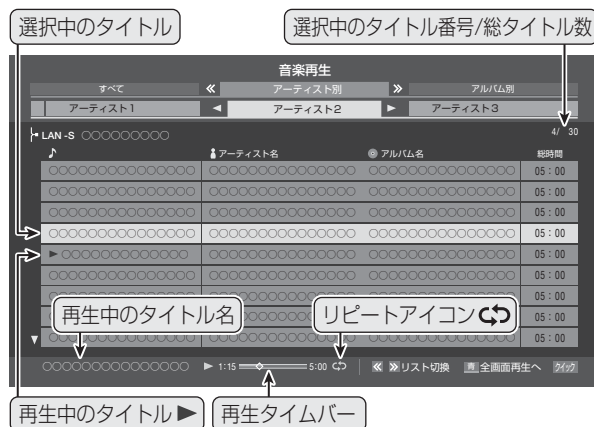 選択中のタイトル
選択中のタイトル番号/総タイトル数
音楽再生
すべて ≪ アーティスト別 ≫ アルバム別
アーティスト1 ◀ アーティスト2 ▶ アーティスト3
LAN -S ○○○○○○○○○ 4/ 30
♪ アーティスト名 アルバム名 総時間
○○○○○○○○○○○○○○○ ○○○○○○○○○○○○○○ ○○○○○○○○○○○○○○○ 05：00
○○○○○○○○○○○○○○○ ○○○○○○○○○○○○○○ ○○○○○○○○○○○○○○○ 05：00
○○○○○○○○○○○○○○○ ○○○○○○○○○○○○○○ ○○○○○○○○○○○○○○○ 05：00
○○○○○○○○○○○○○○○ ○○○○○○○○○○○○○○ ○○○○○○○○○○○○○○○ 05：00
▶ ○○○○○○○○○○○○○ ○○○○○○○○○○○○○○ ○○○○○○○○○○○○○○○ 05：00
○○○○○○○○○○○○○○○ ○○○○○○○○○○○○○○ ○○○○○○○○○○○○○○○ 05：00
05：00
再生中のタイトル名
リピートアイコン
05：00
▼ 05：00
○○○○○○○○○○○○○○○ ▶ 1:15 5:00 ≪ ≫ リスト切換 青 全画面再生へ クイック
再生中のタイトル ▶
再生タイムバー